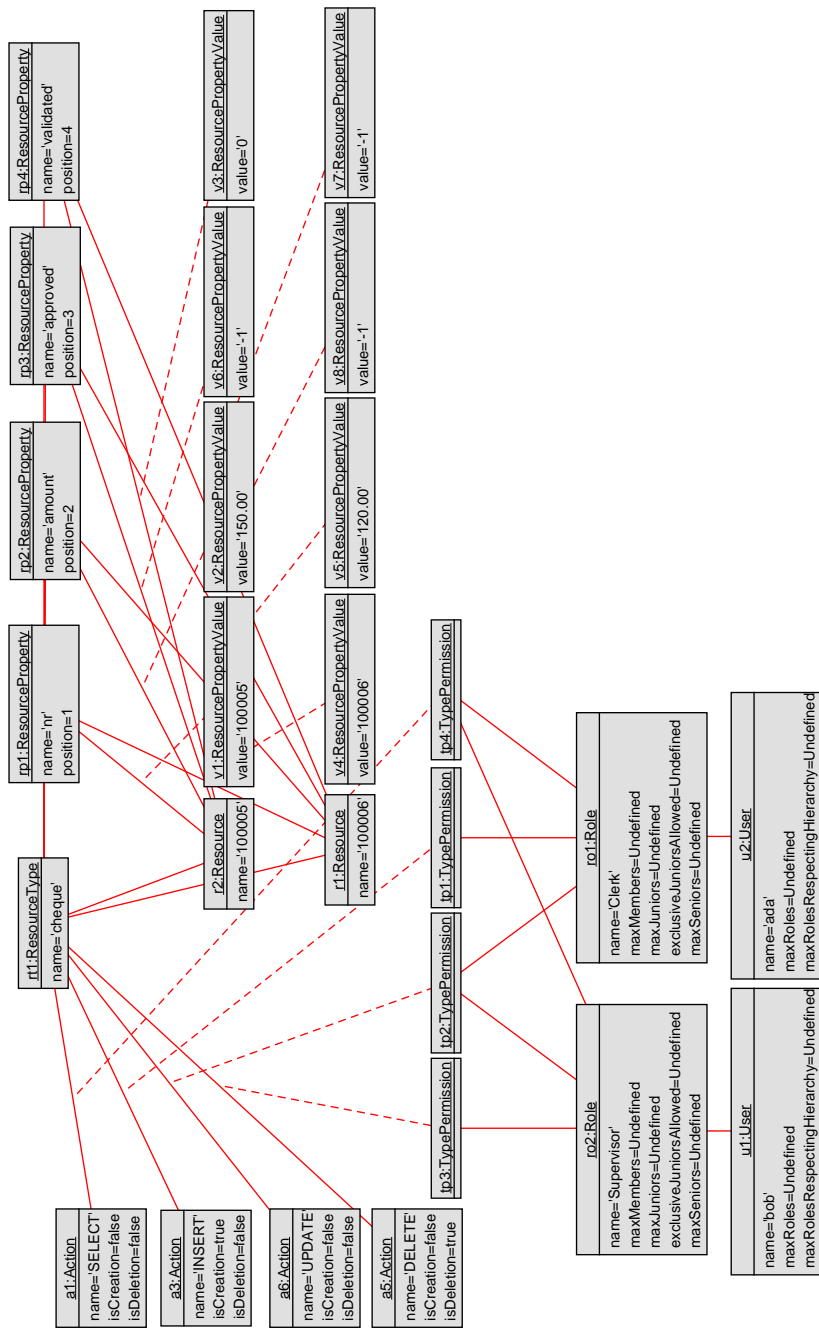 a1:Action
name='SELECT'
isCreation=false
isDeletion=false
a3:Action
name='INSERT'
isCreation=true
isDeletion=false
a6:Action
name='UPDATE'
isCreation=false
isDeletion=false
a5:Action
name='DELETE'
isCreation=false
isDeletion=true
rt1:ResourceType
name='cheque'
rp1:ResourceProperty
name='nr'
position=1
rp2:ResourceProperty
name='amount'
position=2
rp3:ResourceProperty
name='approved'
position=3
rp4:ResourceProperty
name='validated'
position=4
r2:Resource
name='100005'
v1:ResourcePropertyValue
value='100005'
v2:ResourcePropertyValue
value='150.00'
v6:ResourcePropertyValue
value='-1'
v3:ResourcePropertyValue
value='0'
r1:Resource
name='100006'
v4:ResourcePropertyValue
value='100006'
v5:ResourcePropertyValue
value='120.00'
v8:ResourcePropertyValue
value='-1'
v7:ResourcePropertyValue
value='-1'
tp3:TypePermission
tp2:TypePermission
tp1:TypePermission
tp4:TypePermission
ro2:Role
name='Supervisor'
maxMembers=Undefined
maxJuniors=Undefined
exclusiveJuniorsAllowed=Undefined
maxSeniors=Undefined
ro1:Role
name='Clerk'
maxMembers=Undefined
maxJuniors=Undefined
exclusiveJuniorsAllowed=Undefined
maxSeniors=Undefined
u1:User
name='bob'
maxRoles=Undefined
maxRolesRespectingHierarchy=Undefined
u2:User
name='ada'
maxRoles=Undefined
maxRolesRespectingHierarchy=Undefined